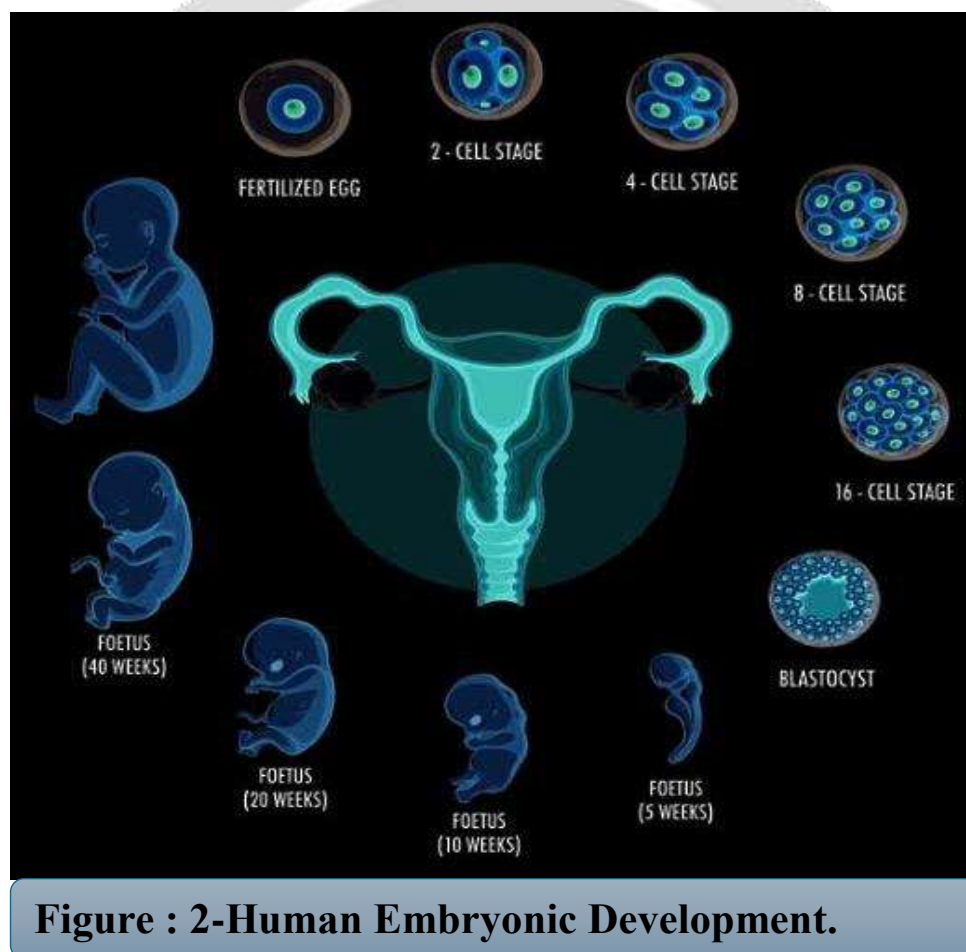 FERTILIZED EGG
2 - CELL STAGE
4 - CELL STAGE
8 - CELL STAGE
16 - CELL STAGE
BLASTOCYST
FOETUS
(5 WEEKS)
FOETUS
(10 WEEKS)
FOETUS
(20 WEEKS)
FOETUS
(40 WEEKS)
Figure : 2-Human Embryonic Development.